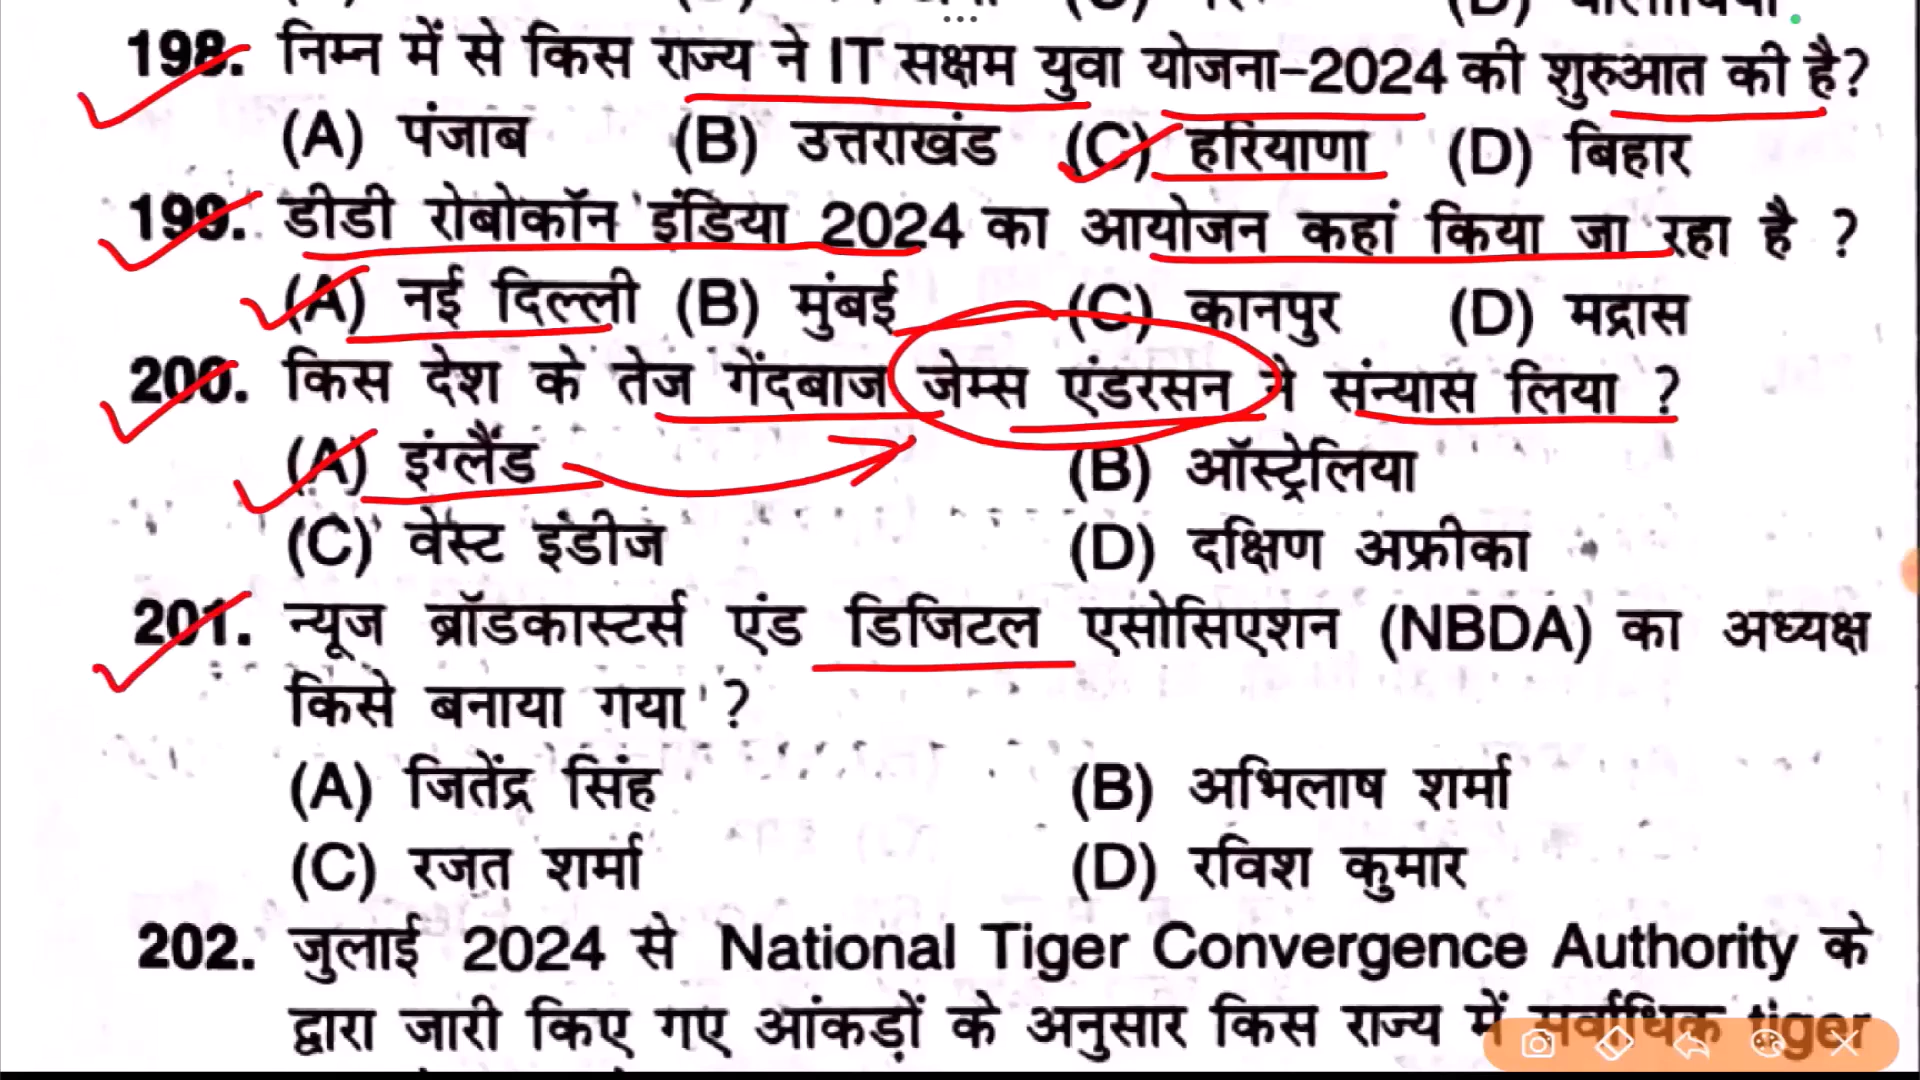 198. निम्न में से किस राज्य ने IT सक्षम युवा योजना-2024 की शुरुआत की है?
(A) पंजाब (B) उत्तराखंड (C) हरियाणा (D) बिहार
199. डीडी रोबोकॉन इंडिया 2024 का आयोजन कहां किया जा रहा है ?
(A) नई दिल्ली (B) मुंबई (C) कानपुर (D) मद्रास
200. किस देश के तेज गेंदबाज जेम्स एंडरसन ने संन्यास लिया ?
(A) इंग्लैंड (B) ऑस्ट्रेलिया
(C) वेस्ट इंडीज (D) दक्षिण अफ्रीका
201. न्यूज ब्रॉडकास्टर्स एंड डिजिटल एसोसिएशन (NBDA) का अध्यक्ष
किसे बनाया गया ?
(A) जितेंद्र सिंह (B) अभिलाष शर्मा
(C) रजत शर्मा (D) रविश कुमार
202. जुलाई 2024 से National Tiger Convergence Authority के
द्वारा जारी किए गए आंकड़ों के अनुसार किस राज्य में सर्वाधिक tiger